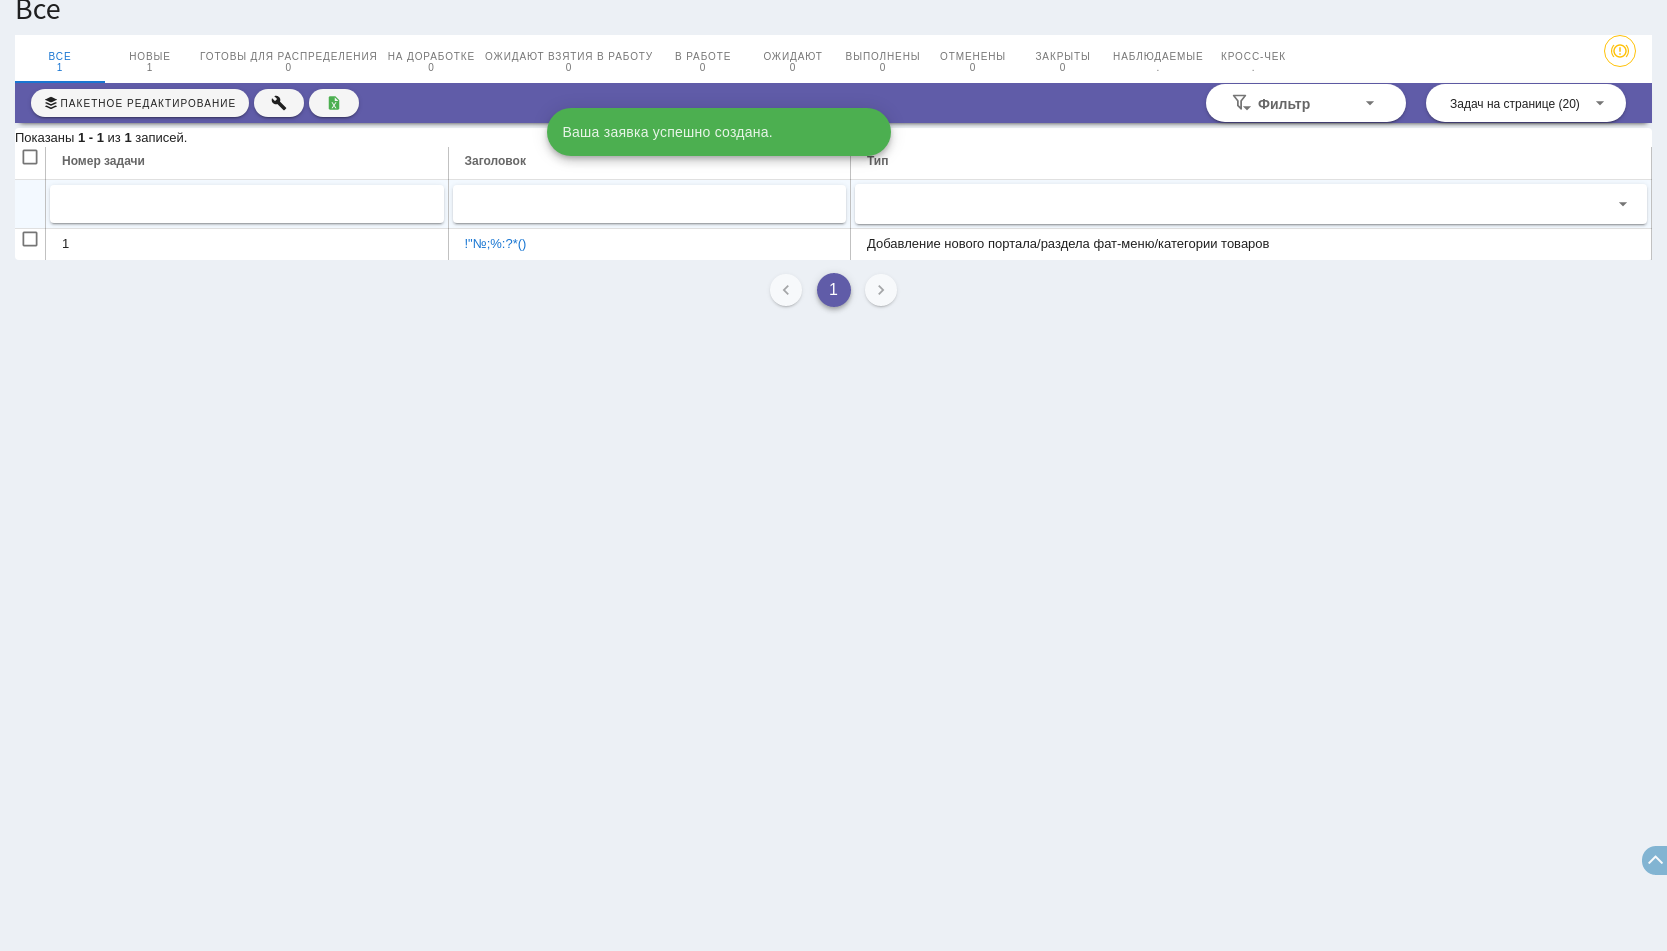 Все
ВСЕ НОВЫЕ ГОТОВЫ ДЛЯ РАСПРЕДЕЛЕНИЯ НА ДОРАБОТКЕ ОЖИДАЮТ ВЗЯТИЯ В РАБОТУ В РАБОТЕ ОЖИДАЮТ ВЫПОЛНЕНЫ ОТМЕНЕНЫ ЗАКРЫТЫ НАБЛЮДАЕМЫЕ КРОСС-ЧЕК
1 1 0 0 0 0 0 0 0 0 . .
ПАКЕТНОЕ РЕДАКТИРОВАНИЕ Фильтр Задач на странице (20)
Ваша заявка успешно создана.
Показаны 1 - 1 из 1 записей.
Номер задачи Заголовок Тип
1 !"№;%:?*() Добавление нового портала/раздела фат-меню/категории товаров
1